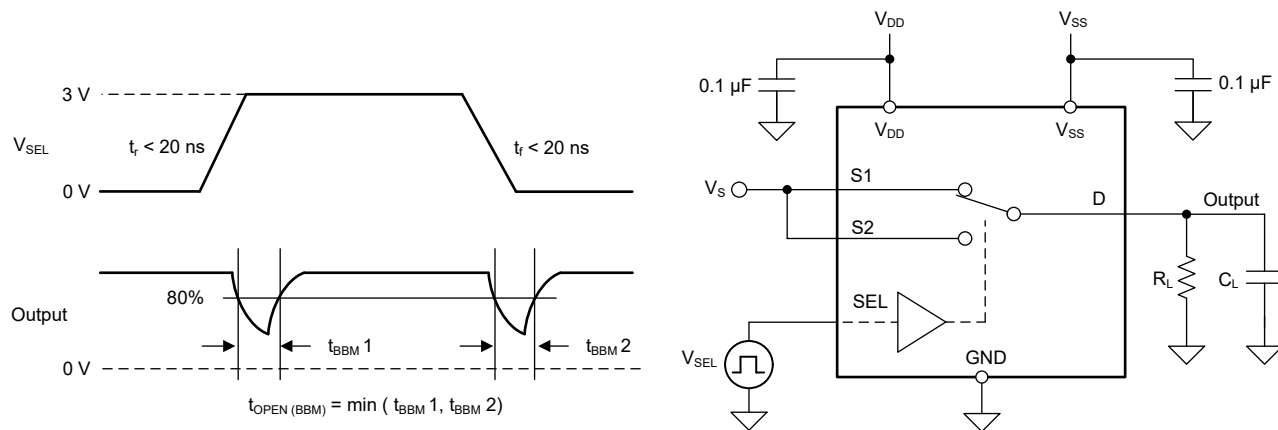 3 V
V_SEL
t_r < 20 ns
t_f < 20 ns
0 V
80%
Output
t_BBM 1
t_BBM 2
0 V
t_OPEN (BBM) = min ( t_BBM 1, t_BBM 2)
V_DD
V_SS
0.1 µF
0.1 µF
V_DD
V_SS
V_S
S1
D
Output
S2
R_L
C_L
SEL
V_SEL
GND